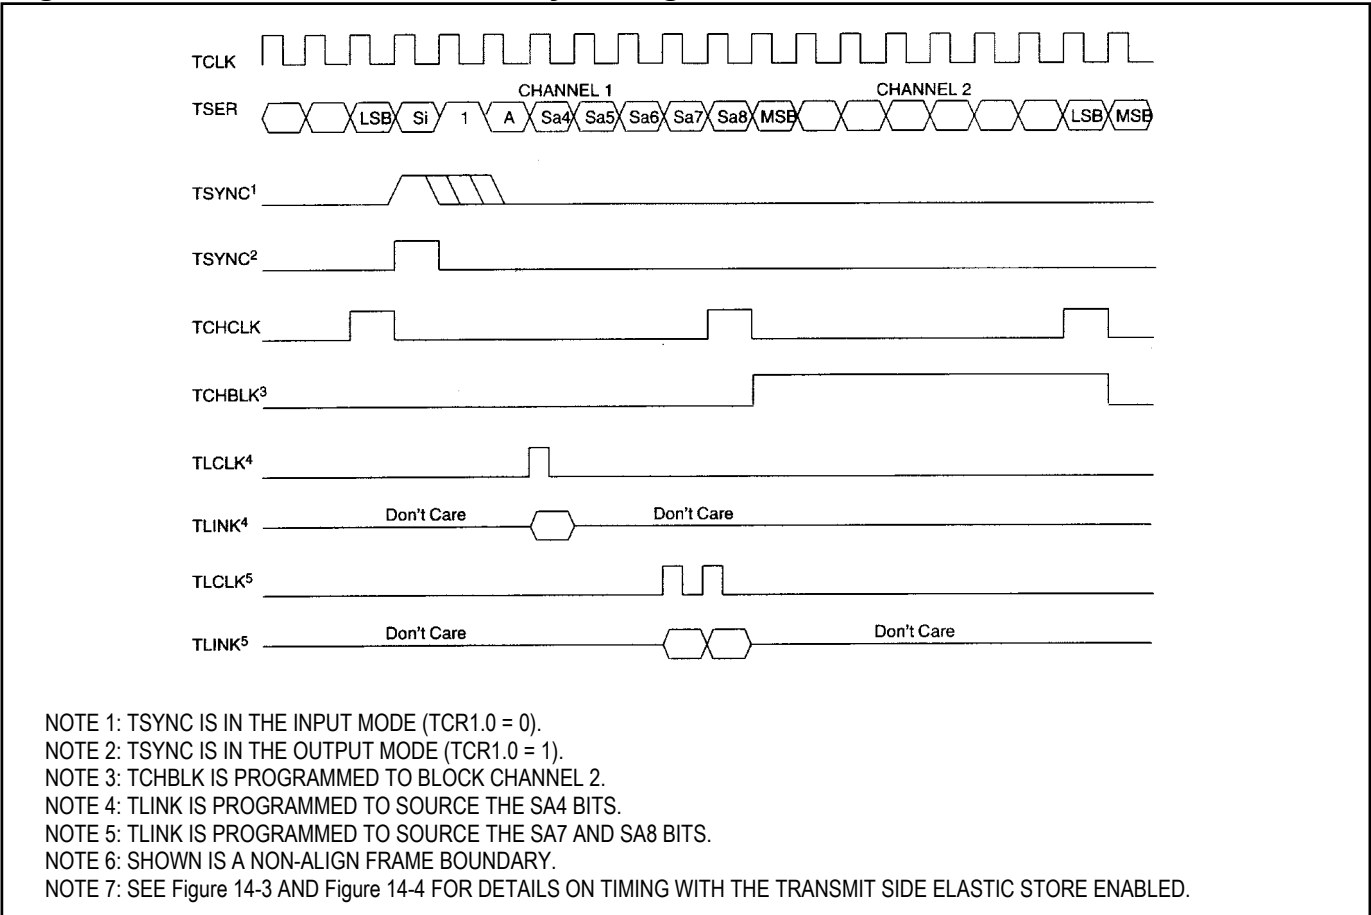 TCLK
CHANNEL 1 CHANNEL 2
TSER LSB Si 1 A Sa4 Sa5 Sa6 Sa7 Sa8 MSB LSB MSB
TSYNC1
TSYNC2
TCHCLK
TCHBLK3
TLCLK4
TLINK4 Don't Care Don't Care
TLCLK5
TLINK5 Don't Care Don't Care
NOTE 1: TSYNC IS IN THE INPUT MODE (TCR1.0 = 0).
NOTE 2: TSYNC IS IN THE OUTPUT MODE (TCR1.0 = 1).
NOTE 3: TCHBLK IS PROGRAMMED TO BLOCK CHANNEL 2.
NOTE 4: TLINK IS PROGRAMMED TO SOURCE THE SA4 BITS.
NOTE 5: TLINK IS PROGRAMMED TO SOURCE THE SA7 AND SA8 BITS.
NOTE 6: SHOWN IS A NON-ALIGN FRAME BOUNDARY.
NOTE 7: SEE Figure 14-3 AND Figure 14-4 FOR DETAILS ON TIMING WITH THE TRANSMIT SIDE ELASTIC STORE ENABLED.